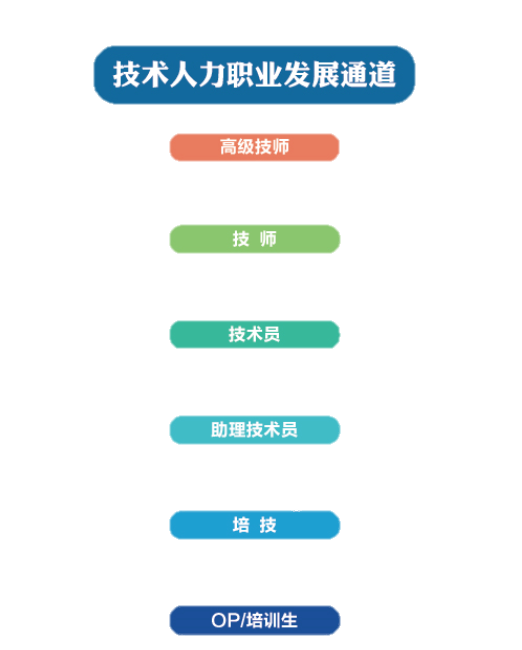 技术人力职业发展通道
高级技师
技 师
技术员
助理技术员
培 技
OP/培训生